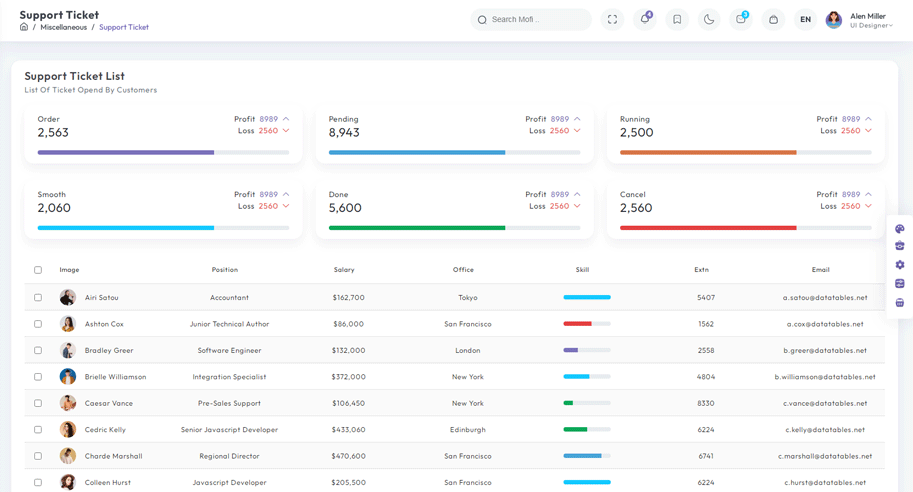 Support Ticket
/ Miscellaneous / Support Ticket
Search Mofi ..
4
3
EN
Alen Miller
UI Designer
Support Ticket List
List Of Ticket Opend By Customers
Order
2,563
Profit 8989
Loss 2560
Pending
8,943
Profit 8989
Loss 2560
Running
2,500
Profit 8989
Loss 2560
Smooth
2,060
Profit 8989
Loss 2560
Done
5,600
Profit 8989
Loss 2560
Cancel
2,560
Profit 8989
Loss 2560
Image Position Salary Office Skill Extn Email
Airi Satou Accountant $162,700 Tokyo 5407 a.satou@datatables.net
Ashton Cox Junior Technical Author $86,000 San Francisco 1562 a.cox@datatables.net
Bradley Greer Software Engineer $132,000 London 2558 b.greer@datatables.net
Brielle Williamson Integration Specialist $372,000 New York 4804 b.williamson@datatables.net
Caesar Vance Pre-Sales Support $106,450 New York 8330 c.vance@datatables.net
Cedric Kelly Senior Javascript Developer $433,060 Edinburgh 6224 c.kelly@datatables.net
Charde Marshall Regional Director $470,600 San Francisco 6741 c.marshall@datatables.net
Colleen Hurst Javascript Developer $205,500 San Francisco 6224 c.hurst@datatables.net